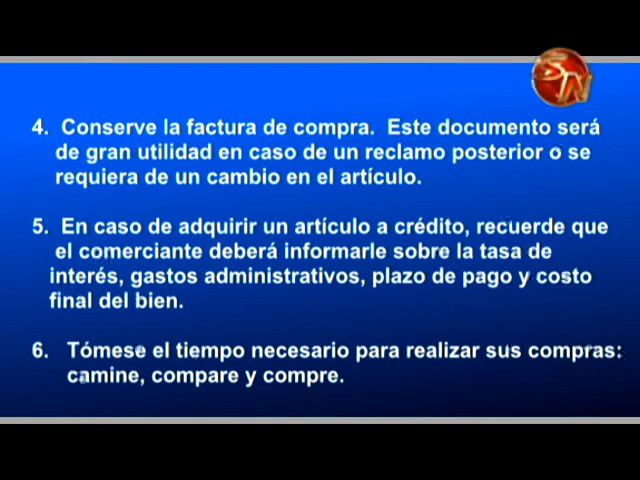 STN
4. Conserve la factura de compra. Este documento será
de gran utilidad en caso de un reclamo posterior o se
requiera de un cambio en el artículo.
5. En caso de adquirir un artículo a crédito, recuerde que
el comerciante deberá informarle sobre la tasa de
interés, gastos administrativos, plazo de pago y costo
final del bien.
6. Tómese el tiempo necesario para realizar sus compras:
camine, compare y compre.